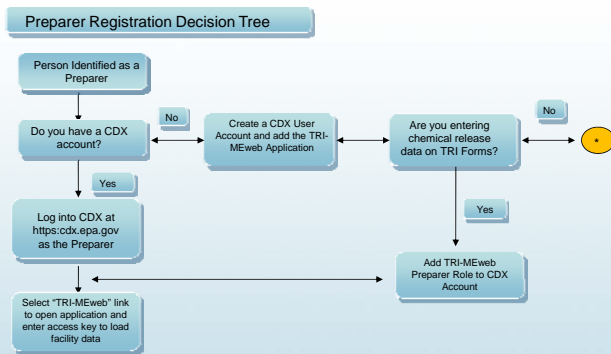 Preparer Registration Decision Tree
Person Identified as a
Preparer
No
Do you have a CDX
account?
Create a CDX User
Account and add the TRI-
MEweb Application
Are you entering
chemical release
data on TRI Forms?
No
*
Yes
Log into CDX at
https:cdx.epa.gov
as the Preparer
Yes
Add TRI-MEweb
Preparer Role to CDX
Account
Select “TRI-MEweb” link
to open application and
enter access key to load
facility data